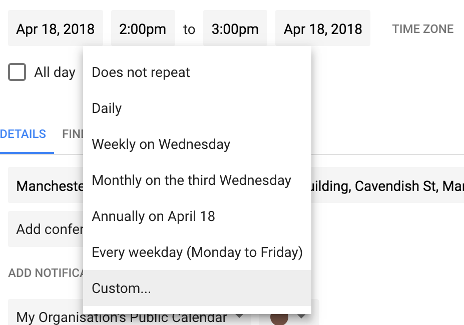 Apr 18, 2018 2:00pm to 3:00pm Apr 18, 2018 TIME ZONE
All day
Does not repeat
Daily
Weekly on Wednesday
DETAILS
Monthly on the third Wednesday
Annually on April 18
Add
Every weekday (Monday to Friday)
ADD
Custom...
My Organisation's Public Calendar
Cavendish St,